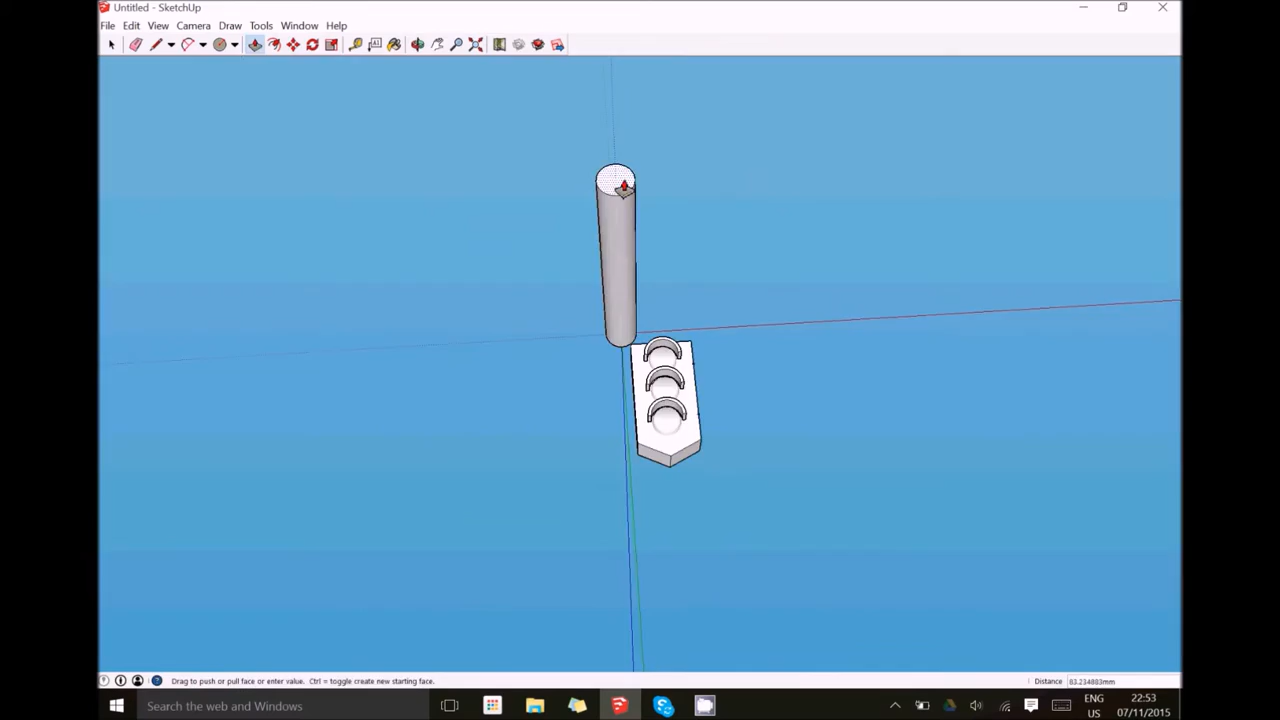 Untitled - SketchUp
File Edit View Camera Draw Tools Window Help
Drag to push or pull face or enter value. Ctrl = toggle create new starting face. Distance 83.234883mm
Search the web and Windows
ENG
US
22:53
07/11/2015